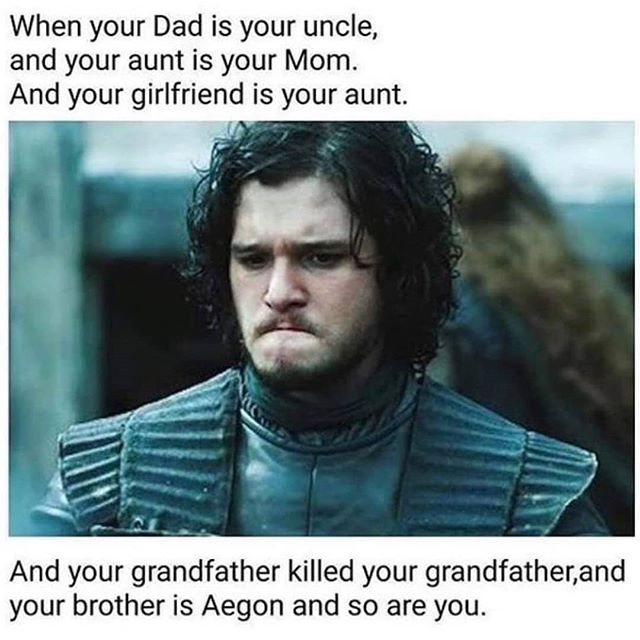 When your Dad is your uncle,
and your aunt is your Mom.
And your girlfriend is your aunt.
And your grandfather killed your grandfather,and
your brother is Aegon and so are you.